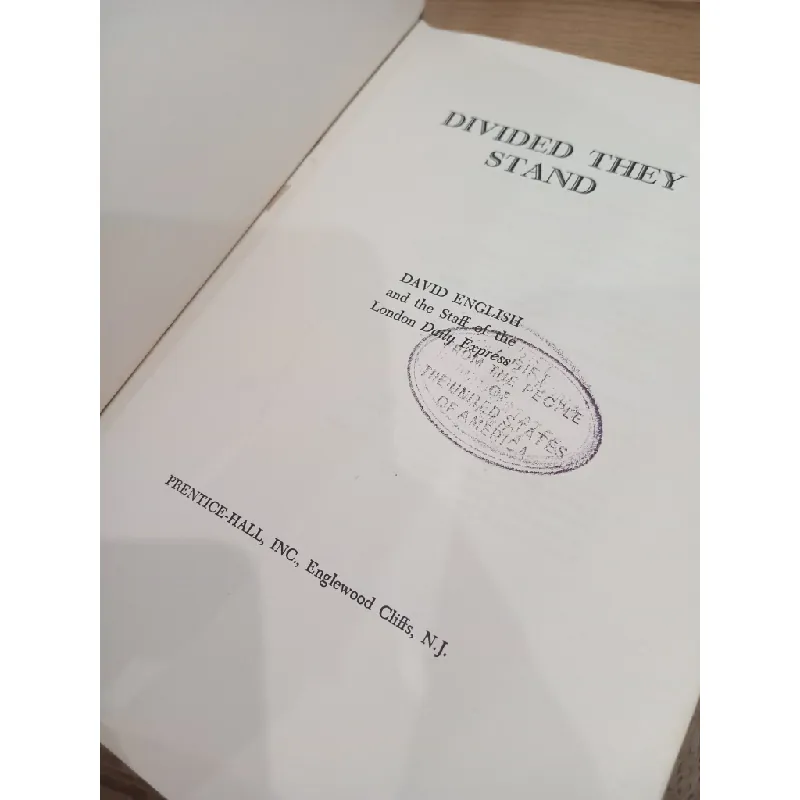 DIVIDED THEY
STAND
DAVID ENGLISH
and the Staff of the
London Daily Express
GIFT
FROM THE PEOPLE
OF
THE UNITED STATES
OF AMERICA
PRENTICE-HALL, INC., Englewood Cliffs, N.J.